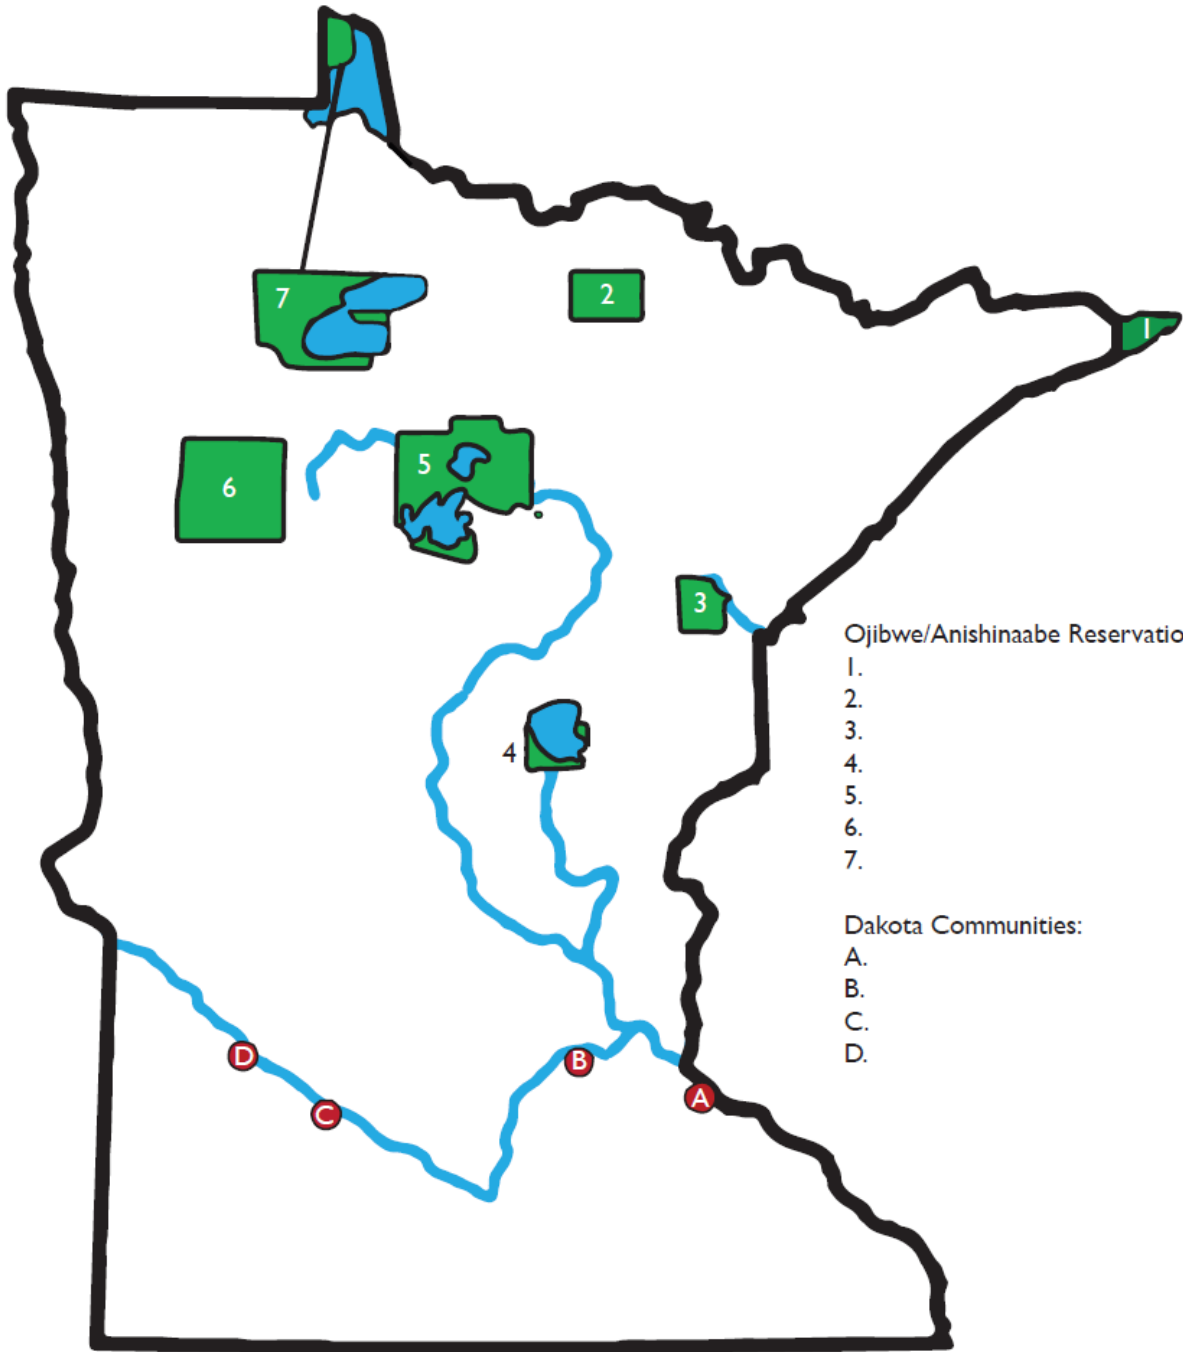 7
2
1
5
6
3
4
D
B
C
A
Ojibwe/Anishinaabe Reservatio
1.
2.
3.
4.
5.
6.
7.
Dakota Communities:
A.
B.
C.
D.